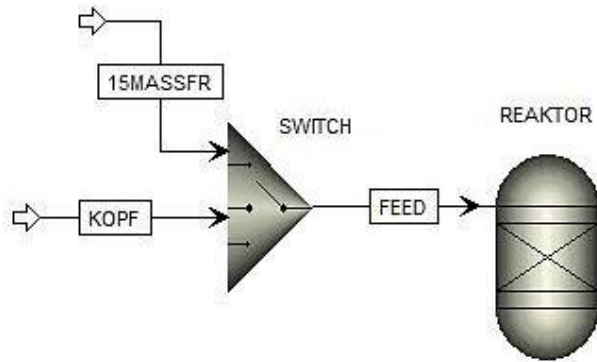 15MASSFR
SWITCH
REAKTOR
KOPF
FEED